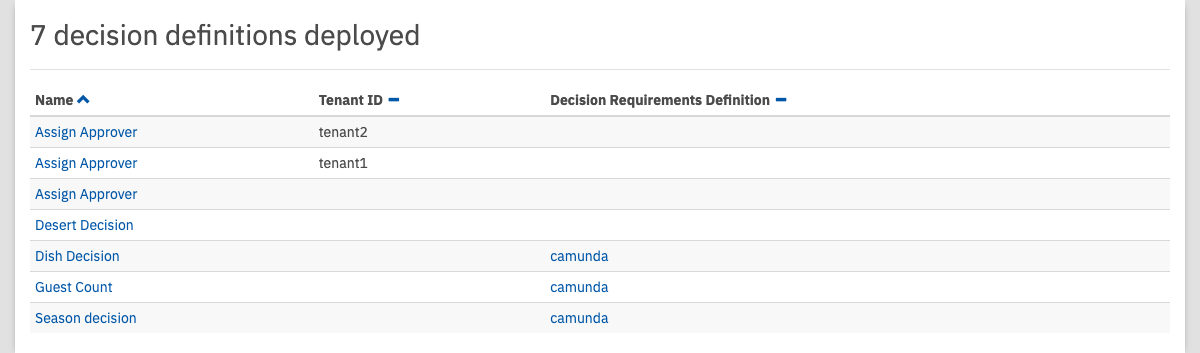 7 decision definitions deployed
Name Tenant ID Decision Requirements Definition
Assign Approver tenant2
Assign Approver tenant1
Assign Approver
Desert Decision
Dish Decision camunda
Guest Count camunda
Season decision camunda